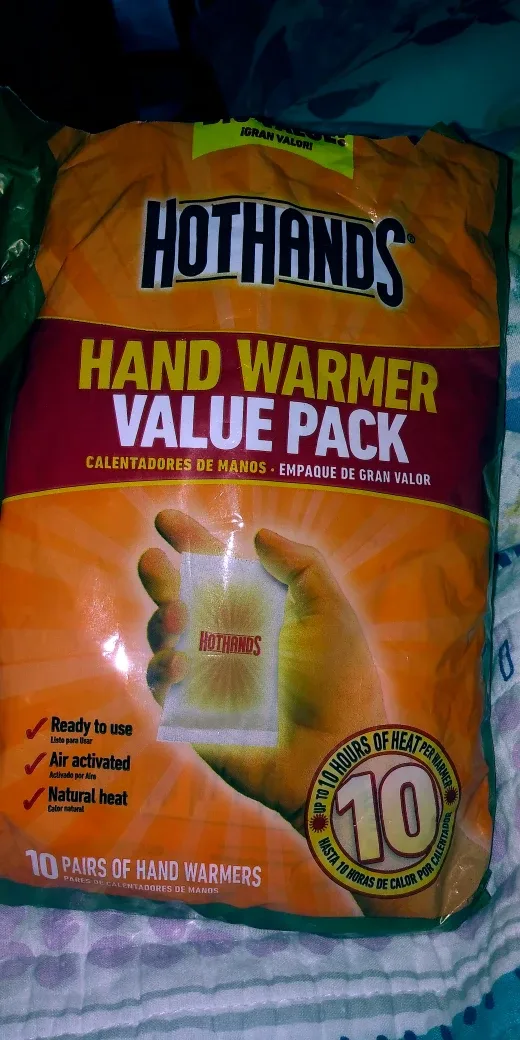 ¡GRAN VALOR!
HOTHANDS®
HAND WARMER
VALUE PACK
CALENTADORES DE MANOS · EMPAQUE DE GRAN VALOR
HOTHANDS
Ready to use
Listo para Usar
Air activated
Activado por Aire
Natural heat
Calor natural
UP TO 10 HOURS OF HEAT PER WARMER
10
HASTA 10 HORAS DE CALOR POR CALENTADOR
10 PAIRS OF HAND WARMERS
PARES DE CALENTADORES DE MANOS